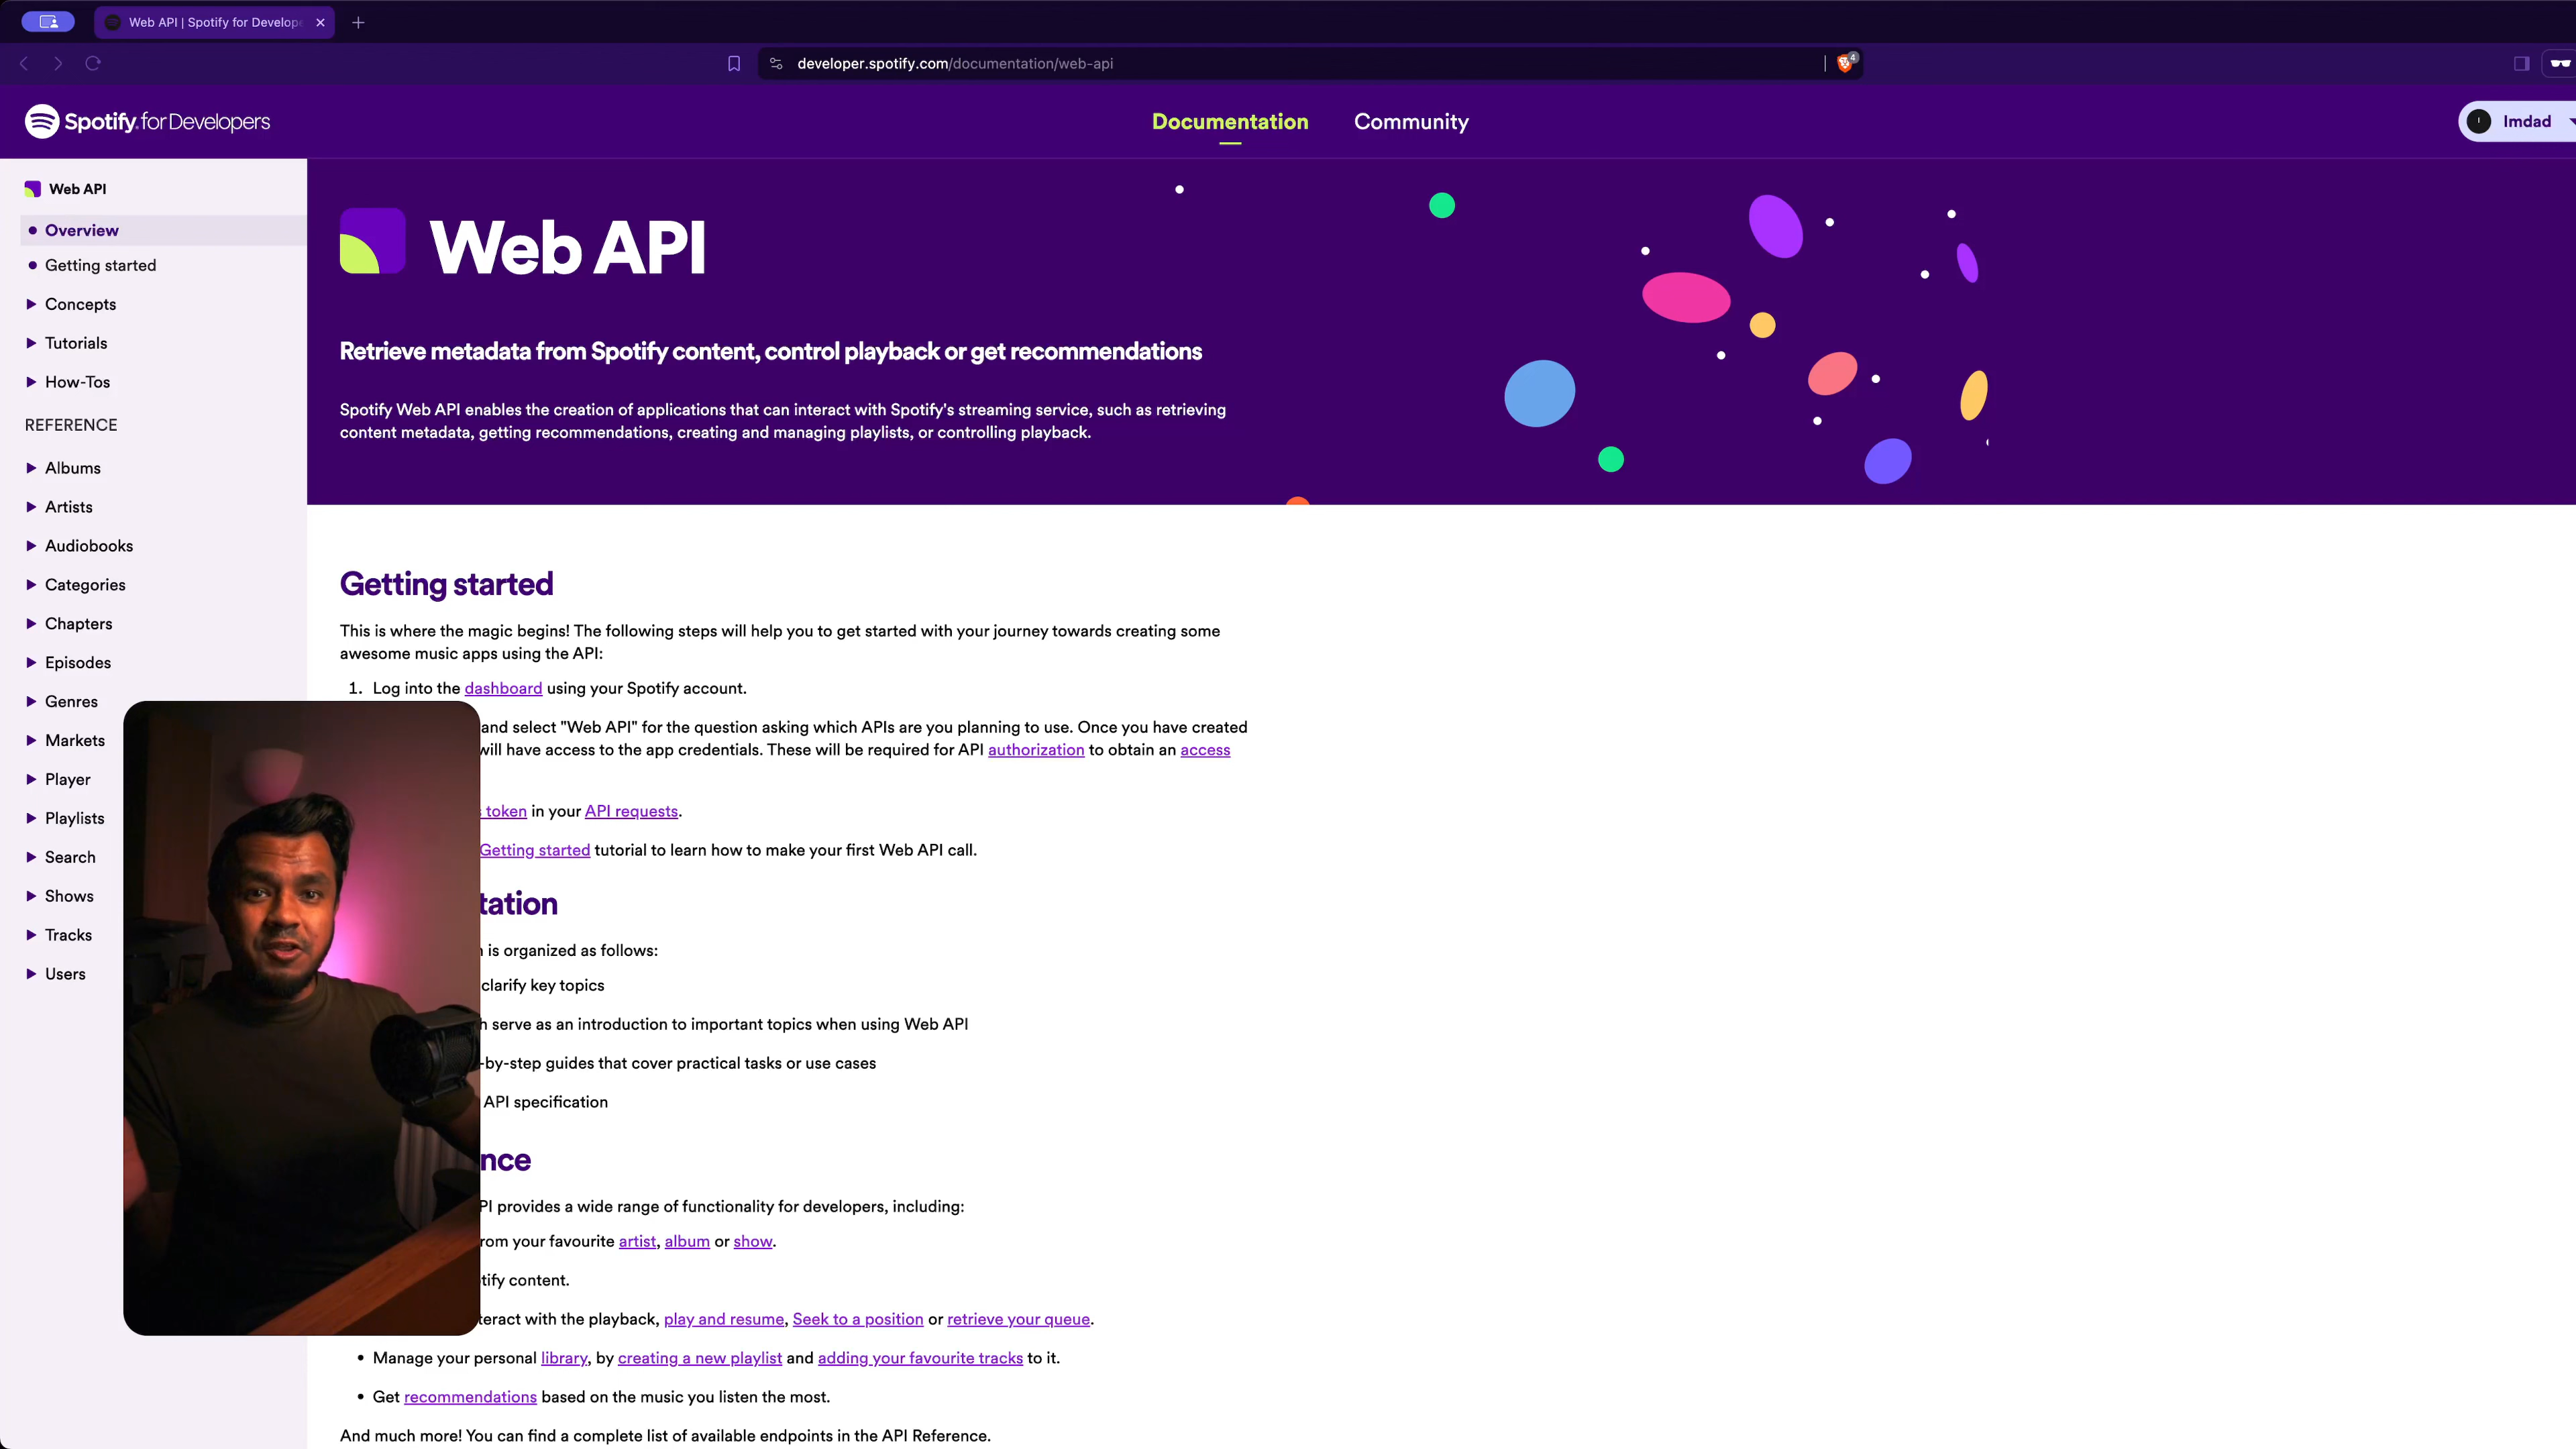 Web API | Spotify for Develope
developer.spotify.com/documentation/web-api
4
Spotify for Developers
Documentation
Community
Imdad
Web API
Overview
Getting started
Concepts
Tutorials
How-Tos
REFERENCE
Albums
Artists
Audiobooks
Categories
Chapters
Episodes
Genres
Markets
Player
Playlists
Search
Shows
Tracks
Users
Web API
Retrieve metadata from Spotify content, control playback or get recommendations
Spotify Web API enables the creation of applications that can interact with Spotify's streaming service, such as retrieving
content metadata, getting recommendations, creating and managing playlists, or controlling playback.
Getting started
This is where the magic begins! The following steps will help you to get started with your journey towards creating some
awesome music apps using the API:
1. Log into the dashboard using your Spotify account.
and select "Web API" for the question asking which APIs are you planning to use. Once you have created
will have access to the app credentials. These will be required for API authorization to obtain an access
token in your API requests.
Getting started tutorial to learn how to make your first Web API call.
tation
is organized as follows:
clarify key topics
serve as an introduction to important topics when using Web API
-by-step guides that cover practical tasks or use cases
API specification
nce
PI provides a wide range of functionality for developers, including:
rom your favourite artist, album or show.
tify content.
teract with the playback, play and resume, Seek to a position or retrieve your queue.
• Manage your personal library, by creating a new playlist and adding your favourite tracks to it.
• Get recommendations based on the music you listen the most.
And much more! You can find a complete list of available endpoints in the API Reference.